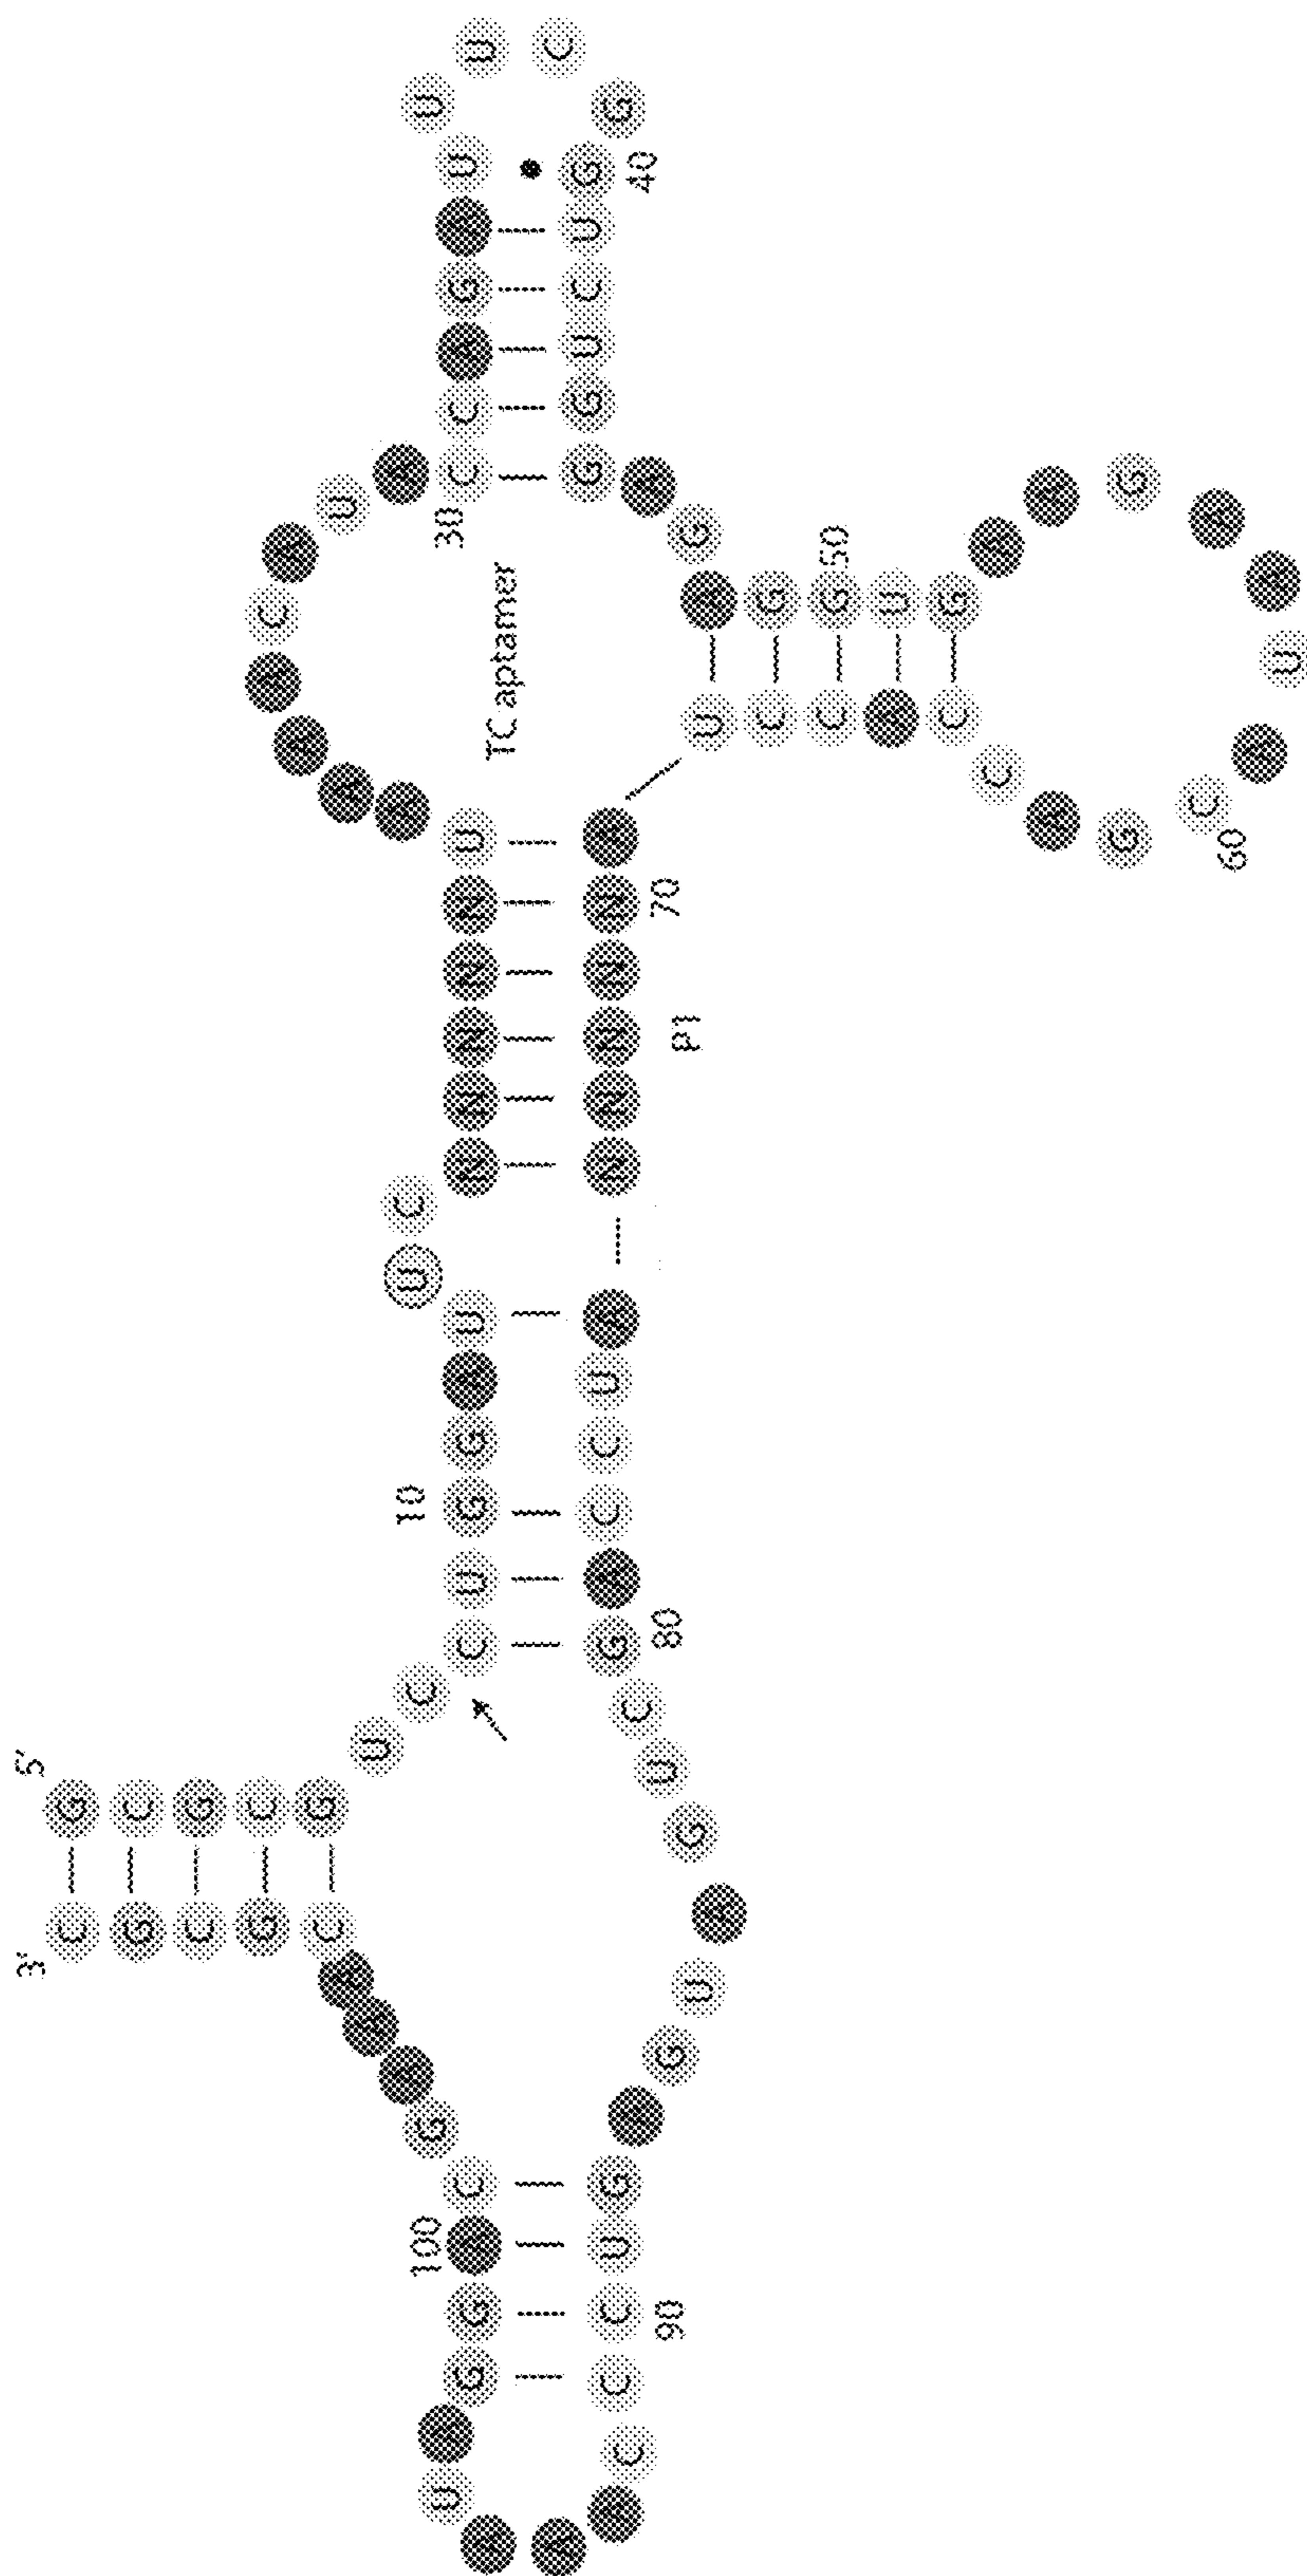 5'
G C G C G
U C
C U G G A U
10
U C
N N N N N U
A A A A C A U A
C C A G A U
30
U U C G
G U C U G G
40
A G
A G G U G
50
A A G A A U A C G A C
60
C A C C U
A N N N N N
70
P1
TC aptamer
A U C C A G
80
C U G A U G A
G U C C
90
C A A A U A
G G A C
100
G A A A
C G C G C
3'